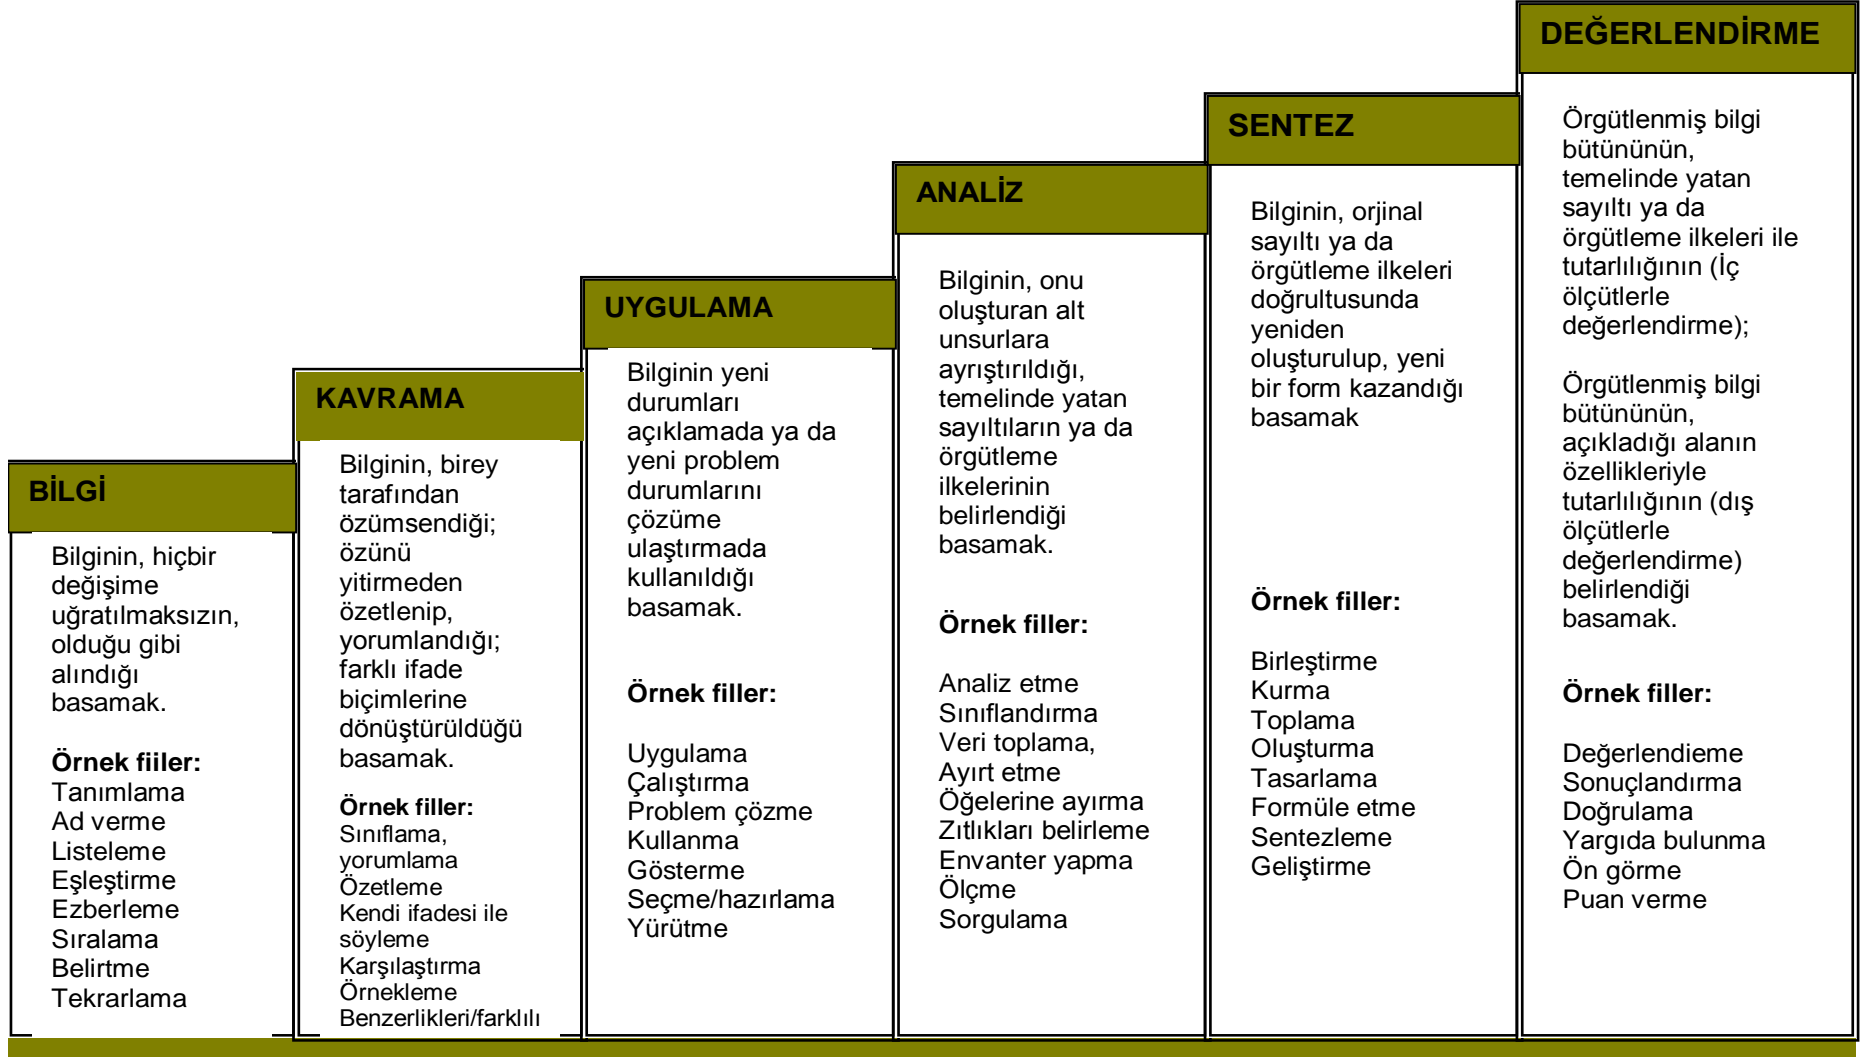 BİLGİ
Bilginin, hiçbir
değişime
uğratılmaksızın,
olduğu gibi
alındığı
basamak.
Örnek fiiler:
Tanımlama
Ad verme
Listeleme
Eşleştirme
Ezberleme
Sıralama
Belirtme
Tekrarlama
KAVRAMA
Bilginin, birey
tarafından
özümsendiği;
özünü
yitirmeden
özetlenip,
yorumlandığı;
farklı ifade
biçimlerine
dönüştürüldüğü
basamak.
Örnek filler:
Sınıflama,
yorumlama
Özetleme
Kendi ifadesi ile
söyleme
Karşılaştırma
Örnekleme
Benzerlikleri/farklılı
UYGULAMA
Bilginin yeni
durumları
açıklamada ya da
yeni problem
durumlarını
çözüme
ulaştırmada
kullanıldığı
basamak.
Örnek filler:
Uygulama
Çalıştırma
Problem çözme
Kullanma
Gösterme
Seçme/hazırlama
Yürütme
ANALİZ
Bilginin, onu
oluşturan alt
unsurlara
ayrıştırıldığı,
temelinde yatan
sayıltıların ya da
örgütleme
ilkelerinin
belirlendiği
basamak.
Örnek filler:
Analiz etme
Sınıflandırma
Veri toplama,
Ayırt etme
Öğelerine ayırma
Zıtlıkları belirleme
Envanter yapma
Ölçme
Sorgulama
SENTEZ
Bilginin, orjinal
sayıltı ya da
örgütleme ilkeleri
doğrultusunda
yeniden
oluşturulup, yeni
bir form kazandığı
basamak
Örnek filler:
Birleştirme
Kurma
Toplama
Oluşturma
Tasarlama
Formüle etme
Sentezleme
Geliştirme
DEĞERLENDİRME
Örgütlenmiş bilgi
bütününün,
temelinde yatan
sayıltı ya da
örgütleme ilkeleri ile
tutarlılığının (İç
ölçütlerle
değerlendirme);
Örgütlenmiş bilgi
bütününün,
açıkladığı alanın
özellikleriyle
tutarlılığının (dış
ölçütlerle
değerlendirme)
belirlendiği
basamak.
Örnek filler:
Değerlendieme
Sonuçlandırma
Doğrulama
Yargıda bulunma
Ön görme
Puan verme